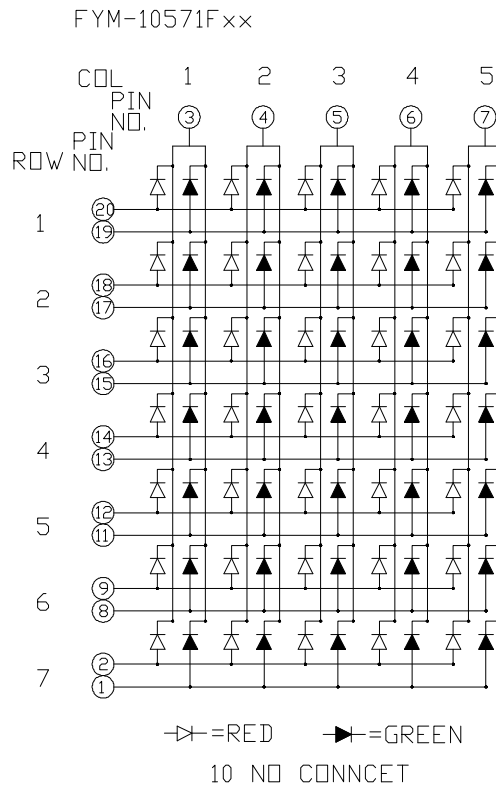 FYM-10571Fxx
COL 1 2 3 4 5
PIN NO. 3 4 5 6 7
ROW PIN NO.
1 20
19
2 18
17
3 16
15
4 14
13
5 12
11
6 9
8
7 2
1
=RED =GREEN
10 NO CONNCET